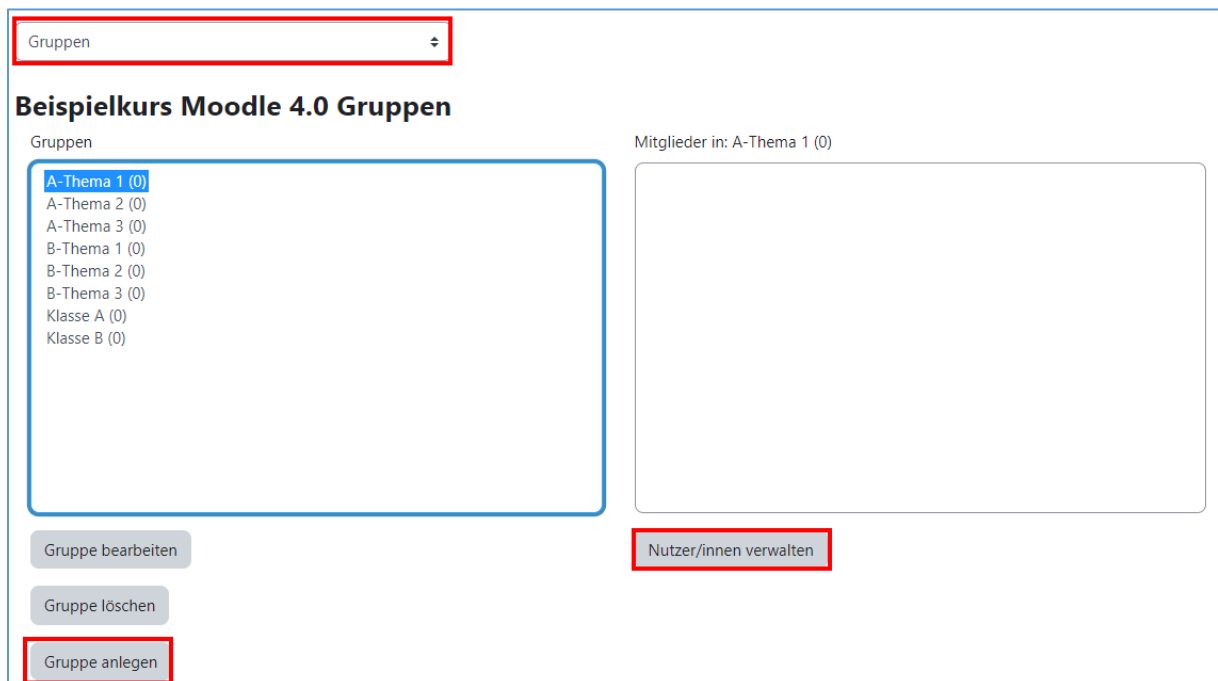 Gruppen
Beispielkurs Moodle 4.0 Gruppen
Gruppen
A-Thema 1 (0)
A-Thema 2 (0)
A-Thema 3 (0)
B-Thema 1 (0)
B-Thema 2 (0)
B-Thema 3 (0)
Klasse A (0)
Klasse B (0)
Gruppe bearbeiten
Gruppe löschen
Gruppe anlegen
Mitglieder in: A-Thema 1 (0)
Nutzer/innen verwalten